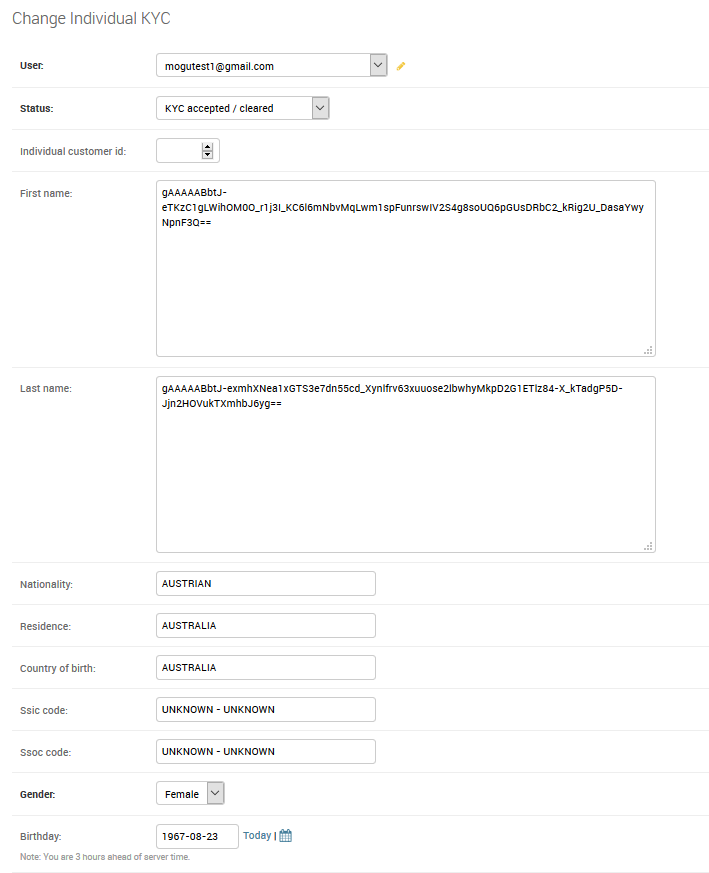 Change Individual KYC
User: mogutest1@gmail.com
Status: KYC accepted / cleared
Individual customer id:
First name: gAAAAABbtJ-
eTKzC1gLWihOM0O_r1j3I_KC6l6mNbvMqLwm1spFunrswIV2S4g8soUQ6pGUsDRbC2_kRig2U_DasaYwy
NpnF3Q==
Last name: gAAAAABbtJ-exmhXNea1xGTS3e7dn55cd_Xynlfrv63xuuose2lbwhyMkpD2G1ETlz84-X_kTadgP5D-
Jjn2HOVukTXmhbJ6yg==
Nationality: AUSTRIAN
Residence: AUSTRALIA
Country of birth: AUSTRALIA
Ssic code: UNKNOWN - UNKNOWN
Ssoc code: UNKNOWN - UNKNOWN
Gender: Female
Birthday: 1967-08-23 Today |
Note: You are 3 hours ahead of server time.